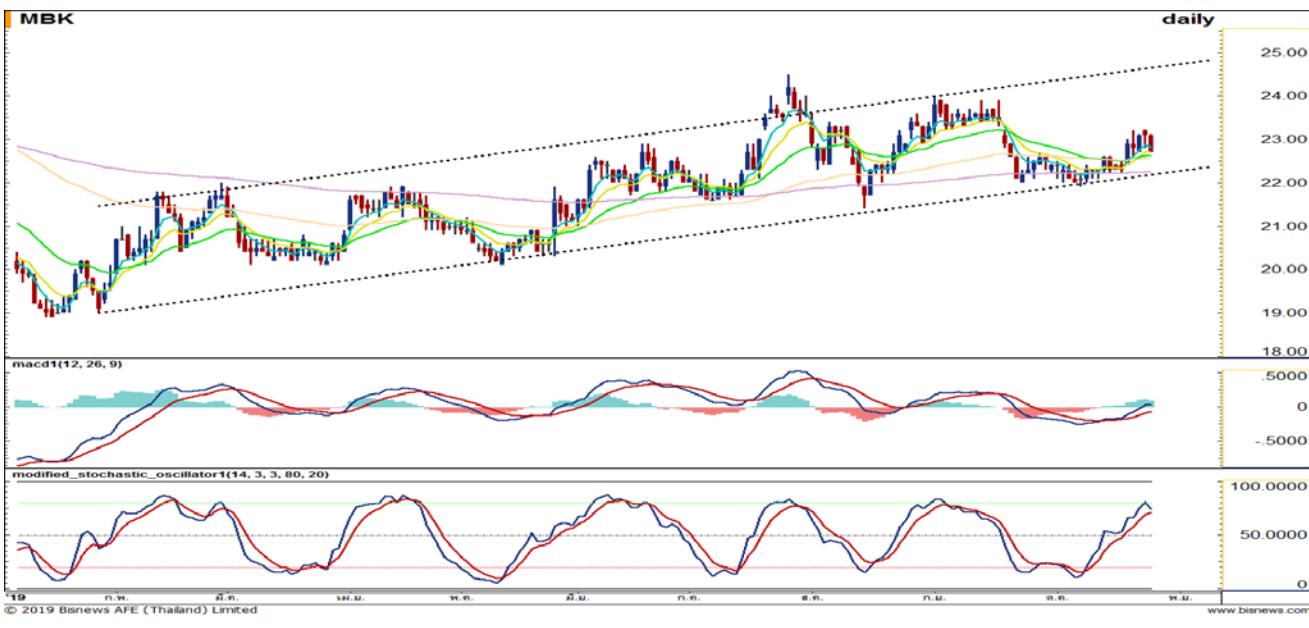 MBK daily
25.00
24.00
23.00
22.00
21.00
20.00
19.00
18.00
macd1(12, 26, 9)
.5000
0
-.5000
modified_stochastic_oscillator1(14, 3, 3, 80, 20)
100.0000
50.0000
0
'19 ก.พ. มี.ค. เม.ย. พ.ค. มิ.ย. ก.ค. ส.ค. ก.ย. ต.ค. พ.ย.
© 2019 Bisnews AFE (Thailand) Limited www.bisnews.com